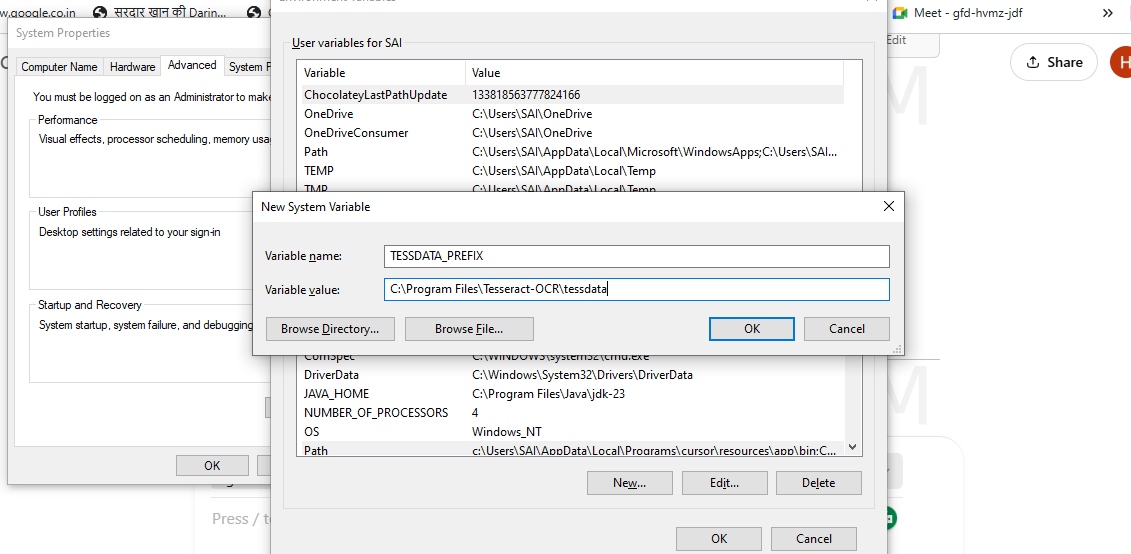 w.google.co.in
सरदार खान की Darin...
Meet - gfd-hvmz-jdf
System Properties
Edit
Share
H
User variables for SAI
Computer Name
Hardware
Advanced
System P
Variable
Value
You must be logged on as an Administrator to make
ChocolateyLastPathUpdate 133818563777824166
OneDrive C:\Users\SAI\OneDrive
OneDriveConsumer C:\Users\SAI\OneDrive
Path C:\Users\SAI\AppData\Local\Microsoft\WindowsApps;C:\Users\SAI...
TEMP C:\Users\SAI\AppData\Local\Temp
TMP C:\Users\SAI\AppData\Local\Temp
Performance
Visual effects, processor scheduling, memory usag
User Profiles
Desktop settings related to your sign-in
Startup and Recovery
System startup, system failure, and debugging
New System Variable
Variable name: TESSDATA_PREFIX
Variable value: C:\Program Files\Tesseract-OCR\tessdata
Browse Directory...
Browse File...
OK
Cancel
ComSpec C:\WINDOWS\system32\cmd.exe
DriverData C:\Windows\System32\Drivers\DriverData
JAVA_HOME C:\Program Files\Java\jdk-23
NUMBER_OF_PROCESSORS 4
OS Windows_NT
Path c:\Users\SAI\AppData\Local\Programs\cursor\resources\app\bin;C...
OK
New...
Edit...
Delete
Press / to
OK
Cancel